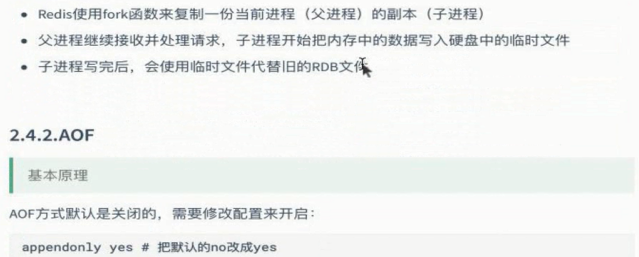 Redis使用fork函数来复制一份当前进程（父进程）的副本（子进程）
父进程继续接收并处理请求，子进程开始把内存中的数据写入硬盘中的临时文件
子进程写完后，会使用临时文件代替旧的RDB文件
2.4.2.AOF
基本原理
AOF方式默认是关闭的，需要修改配置来开启：
appendonly yes # 把默认的no改成yes